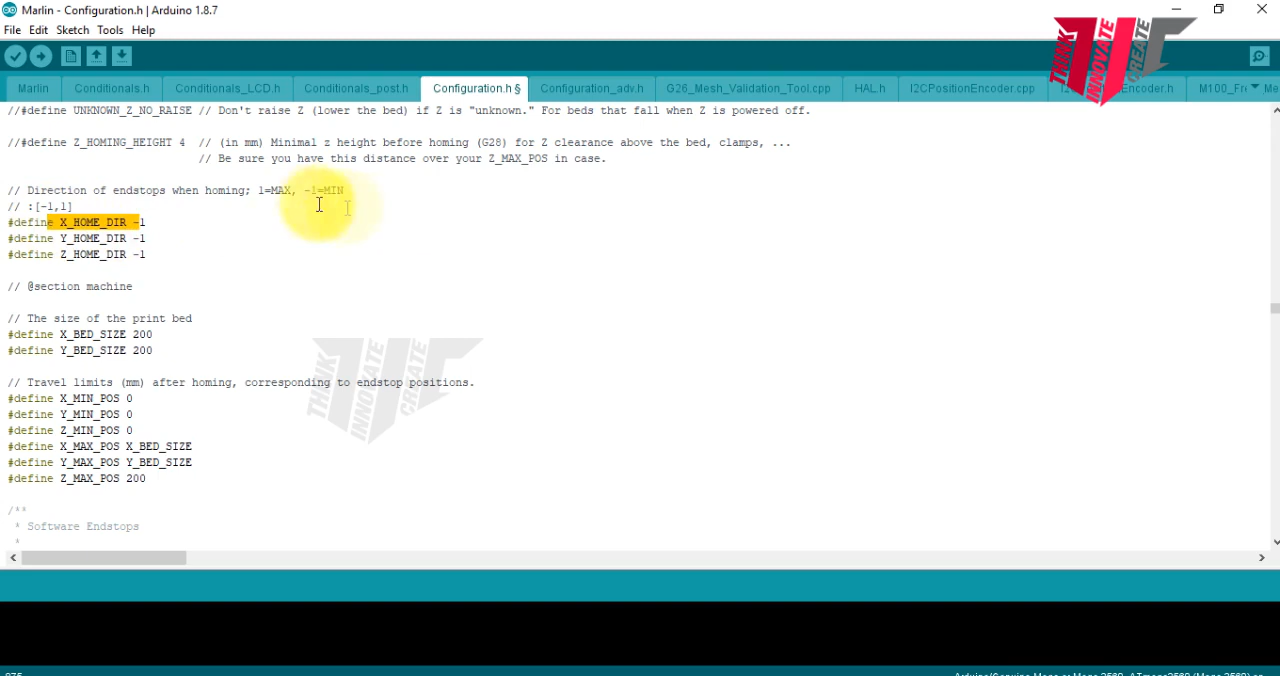 Marlin - Configuration.h | Arduino 1.8.7
File Edit Sketch Tools Help
THINK INNOVATE CREATE
Marlin Conditionals.h Conditionals_LCD.h Conditionals_post.h Configuration.h § Configuration_adv.h G26_Mesh_Validation_Tool.cpp HAL.h I2CPositionEncoder.cpp Encoder.h M100_Fre Me
//#define UNKNOWN_Z_NO_RAISE // Don't raise Z (lower the bed) if Z is "unknown." For beds that fall when Z is powered off.
//#define Z_HOMING_HEIGHT 4 // (in mm) Minimal z height before homing (G28) for Z clearance above the bed, clamps, ...
// Be sure you have this distance over your Z_MAX_POS in case.
// Direction of endstops when homing; 1=MAX, -1=MIN
// :[-1,1]
#define X_HOME_DIR -1
#define Y_HOME_DIR -1
#define Z_HOME_DIR -1
// @section machine
// The size of the print bed
#define X_BED_SIZE 200
#define Y_BED_SIZE 200
THINK INNOVATE CREATE
// Travel limits (mm) after homing, corresponding to endstop positions.
#define X_MIN_POS 0
#define Y_MIN_POS 0
#define Z_MIN_POS 0
#define X_MAX_POS X_BED_SIZE
#define Y_MAX_POS Y_BED_SIZE
#define Z_MAX_POS 200
/**
* Software Endstops
*